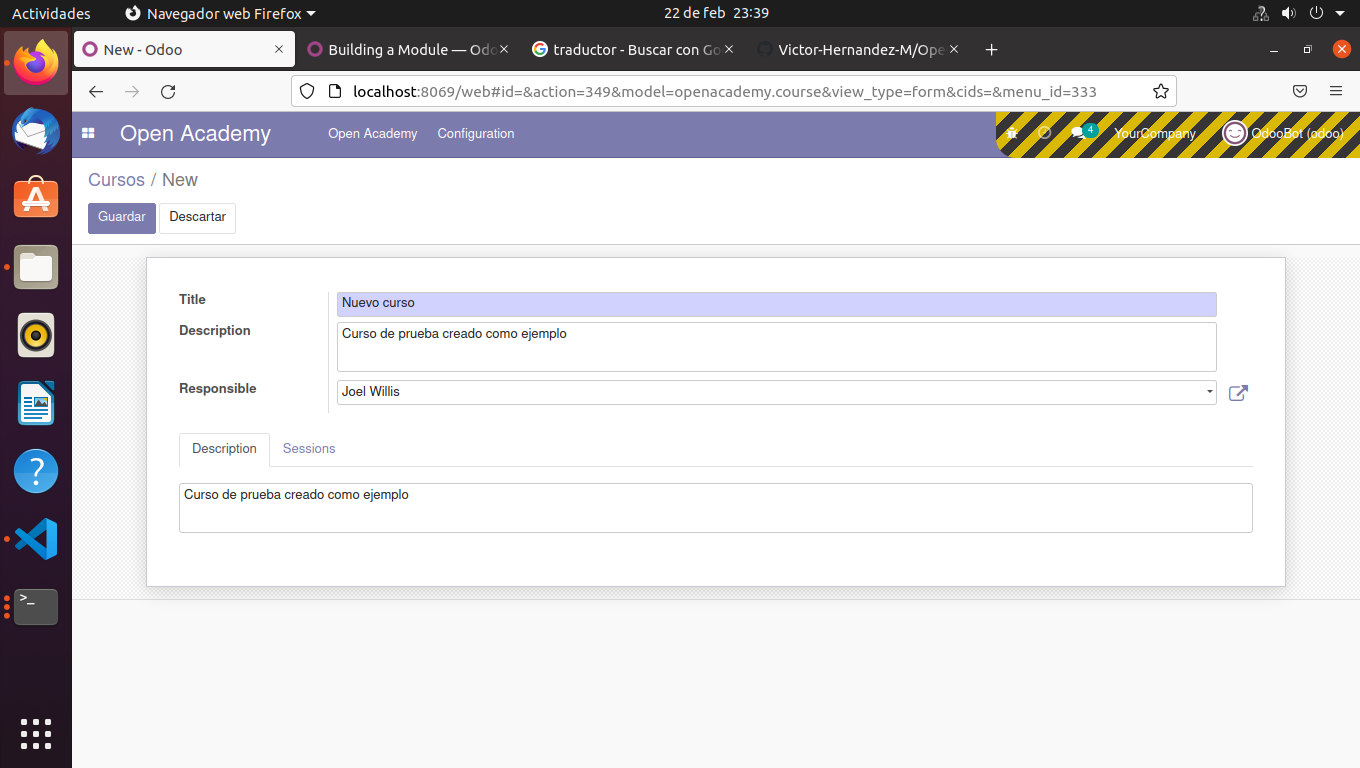 Actividades
Navegador web Firefox
22 de feb 23:39
New - Odoo
Building a Module — Odo
traductor - Buscar con Go
Victor-Hernandez-M/Ope
localhost:8069/web#id=&action=349&model=openacademy.course&view_type=form&cids=&menu_id=333
Open Academy
Open Academy
Configuration
4
YourCompany
OdooBot (odoo)
Cursos / New
Guardar
Descartar
Title
Nuevo curso
Description
Curso de prueba creado como ejemplo
Responsible
Joel Willis
Description
Sessions
Curso de prueba creado como ejemplo